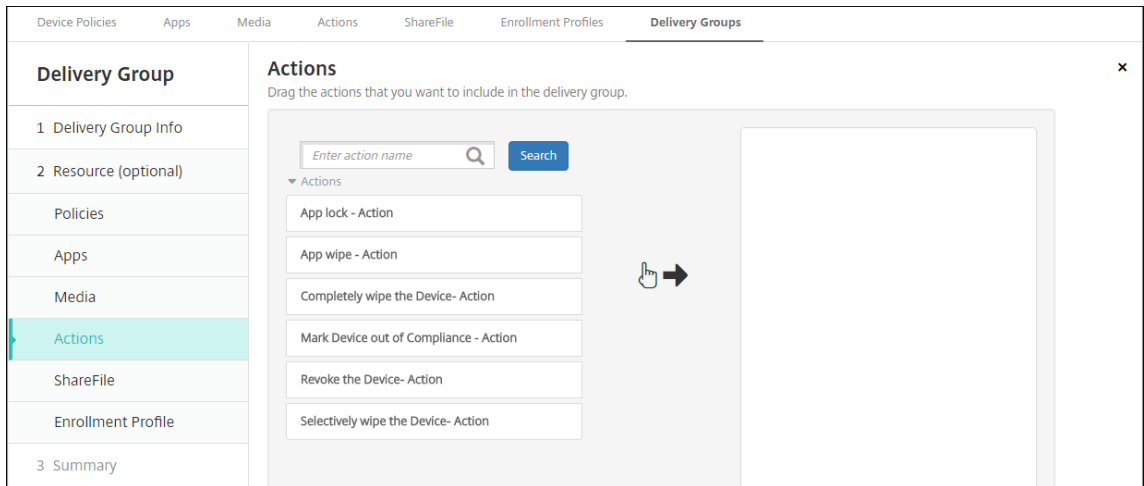 Device Policies Apps Media Actions ShareFile Enrollment Profiles Delivery Groups
Delivery Group
1 Delivery Group Info
2 Resource (optional)
Policies
Apps
Media
Actions
ShareFile
Enrollment Profile
3 Summary
Actions
Drag the actions that you want to include in the delivery group.
Enter action name Search
Actions
App lock - Action
App wipe - Action
Completely wipe the Device- Action
Mark Device out of Compliance - Action
Revoke the Device- Action
Selectively wipe the Device- Action